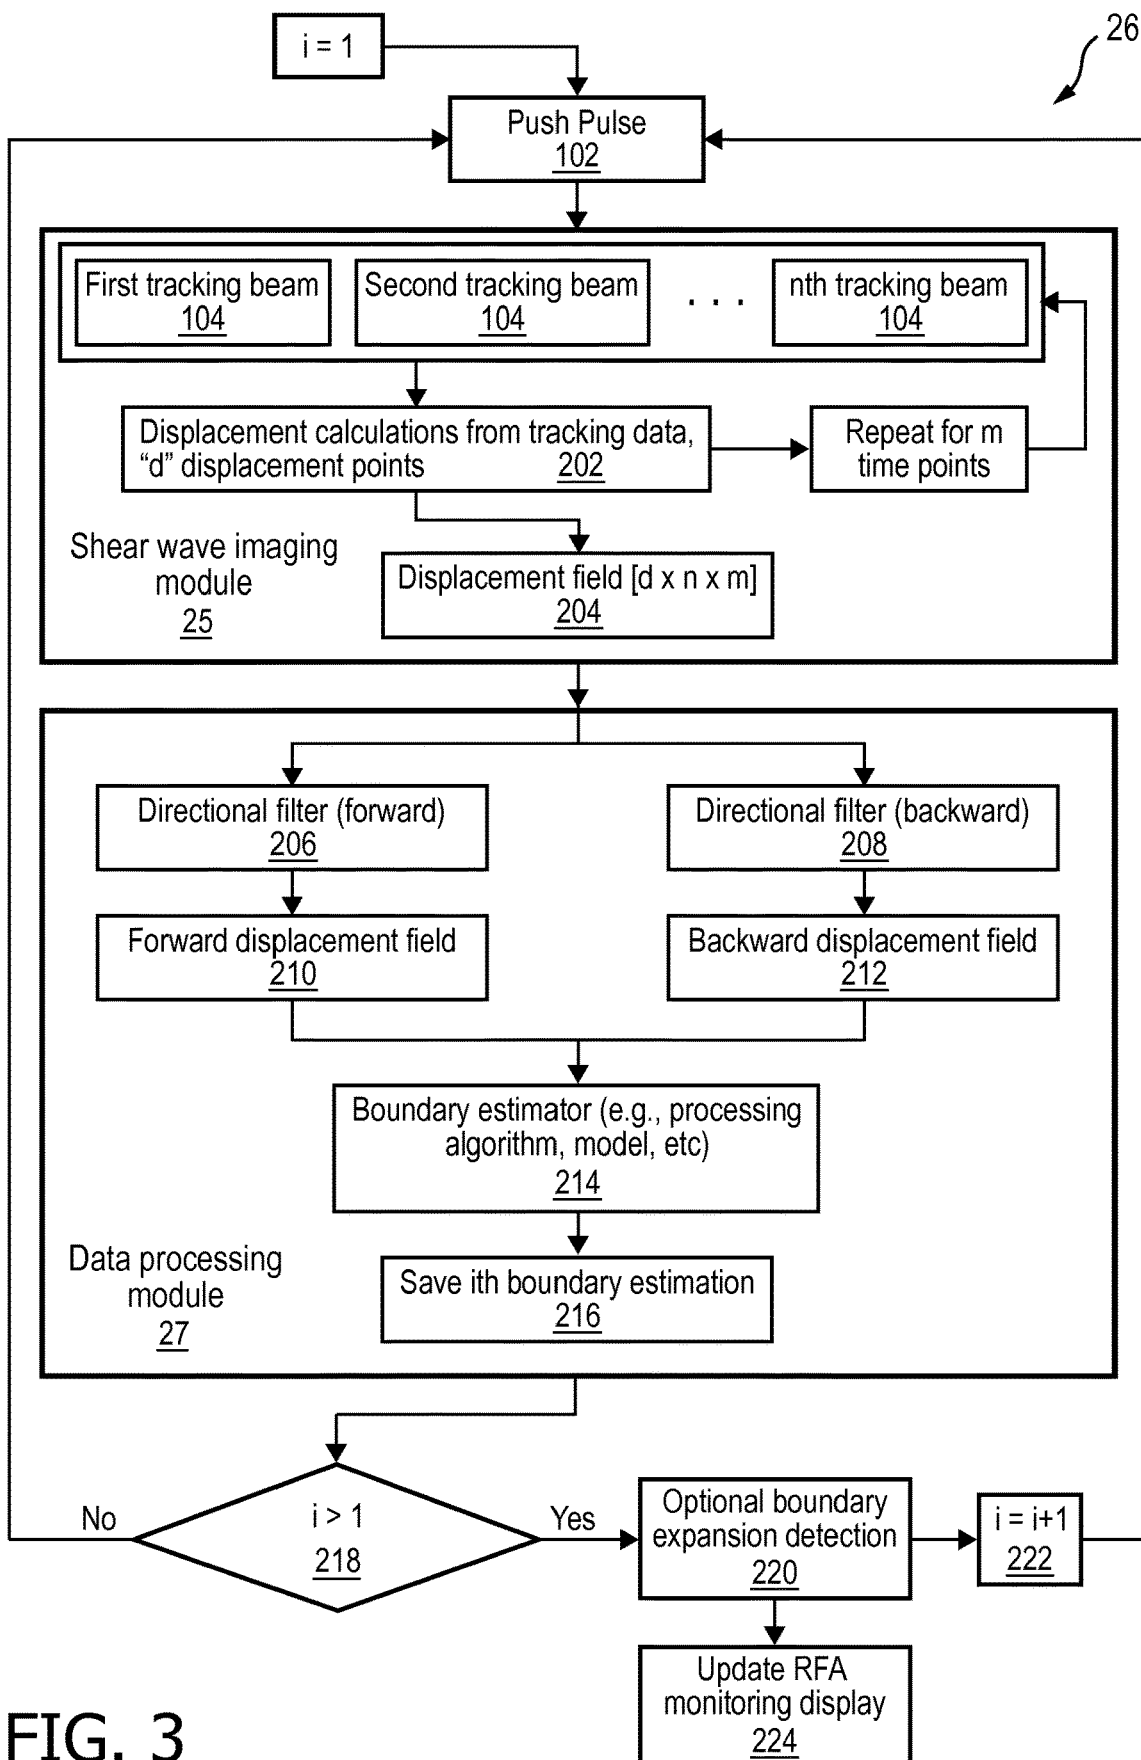 i = 1
26
Push Pulse
102
First tracking beam
104
Second tracking beam
104
. . .
nth tracking beam
104
Displacement calculations from tracking data,
“d” displacement points 202
Repeat for m
time points
Shear wave imaging
module
25
Displacement field [d x n x m]
204
Directional filter (forward)
206
Directional filter (backward)
208
Forward displacement field
210
Backward displacement field
212
Boundary estimator (e.g., processing
algorithm, model, etc)
214
Data processing
module
27
Save ith boundary estimation
216
No
i > 1
218
Yes
Optional boundary
expansion detection
220
i = i+1
222
Update RFA
monitoring display
224
FIG. 3